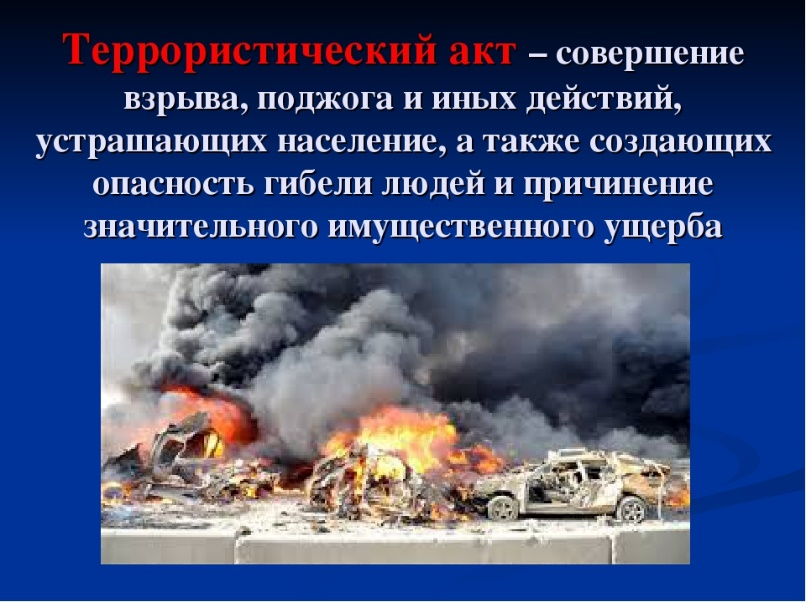 Террористический акт – совершение
взрыва, поджога и иных действий,
устрашающих население, а также создающих
опасность гибели людей и причинение
значительного имущественного ущерба